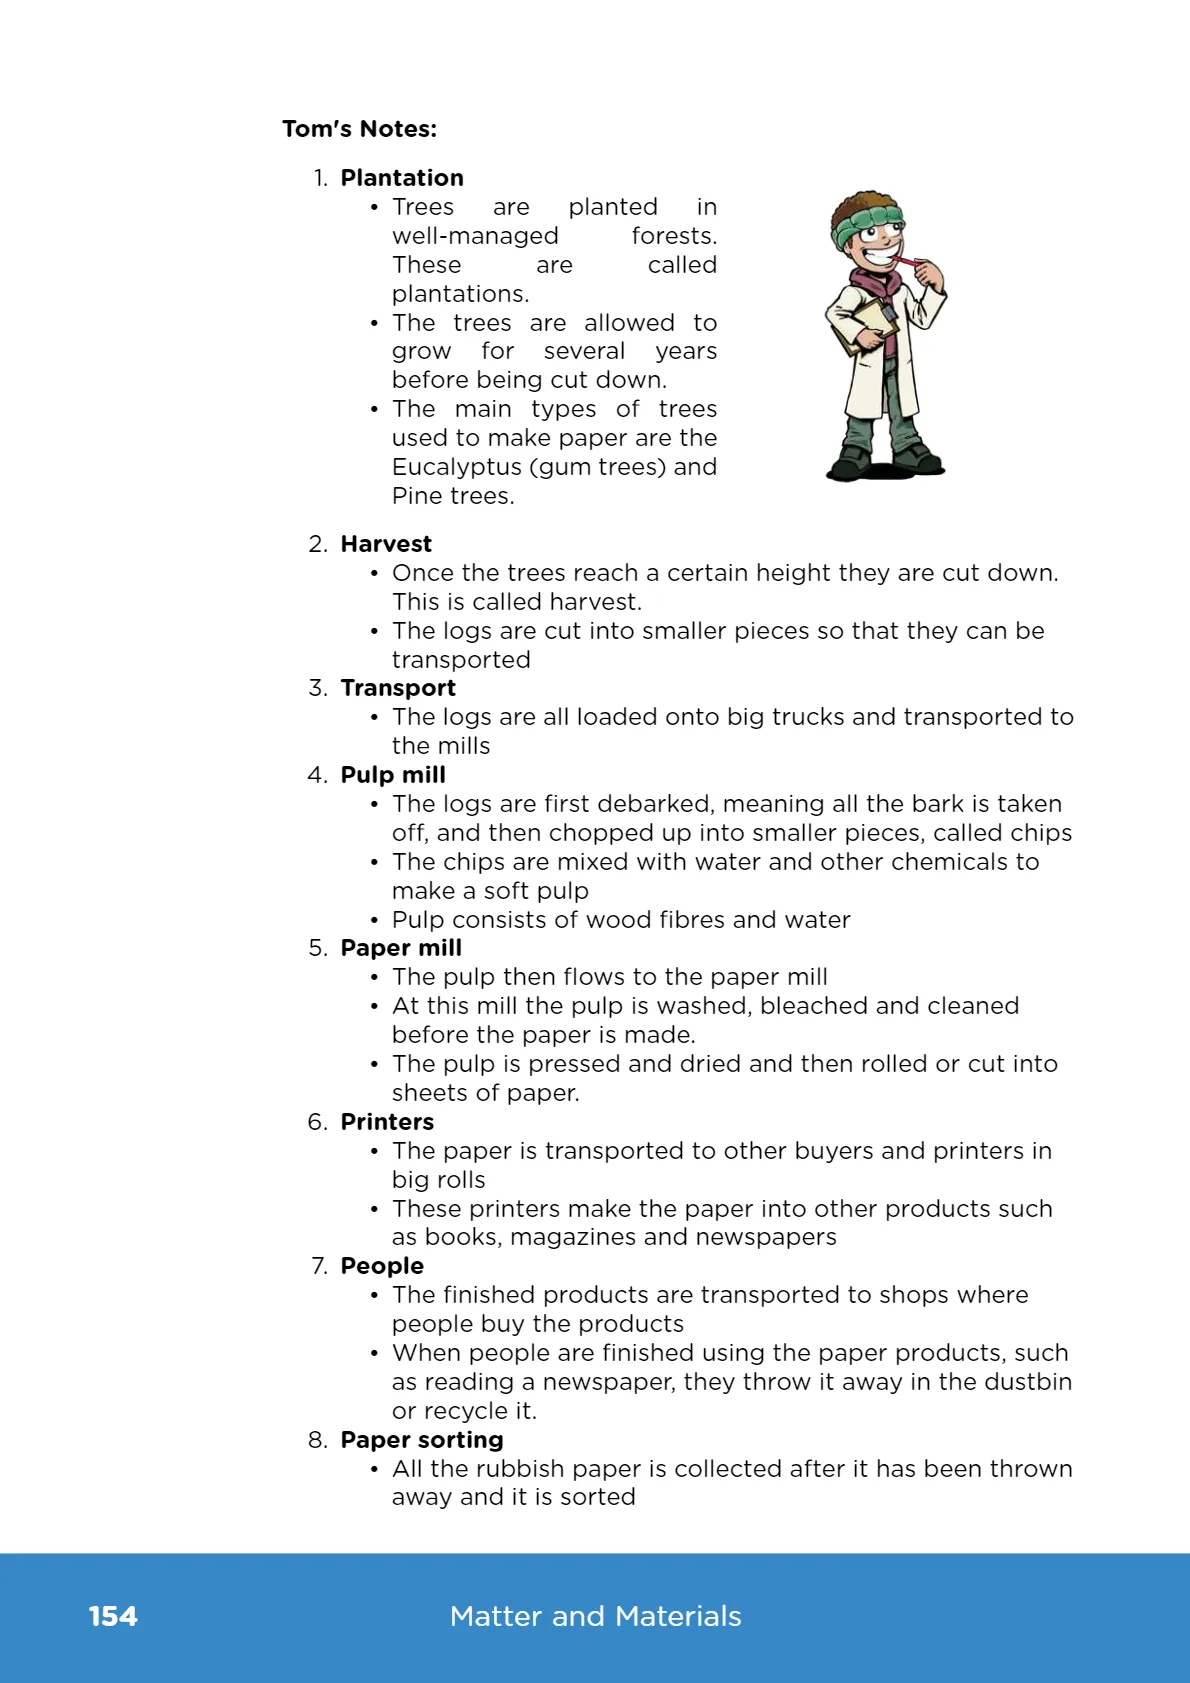 Tom's Notes:
1. Plantation
• Trees are planted in
well-managed forests.
These are called
plantations.
• The trees are allowed to
grow for several years
before being cut down.
• The main types of trees
used to make paper are the
Eucalyptus (gum trees) and
Pine trees.
2. Harvest
• Once the trees reach a certain height they are cut down.
This is called harvest.
• The logs are cut into smaller pieces so that they can be
transported
3. Transport
• The logs are all loaded onto big trucks and transported to
the mills
4. Pulp mill
• The logs are first debarked, meaning all the bark is taken
off, and then chopped up into smaller pieces, called chips
• The chips are mixed with water and other chemicals to
make a soft pulp
• Pulp consists of wood fibres and water
5. Paper mill
• The pulp then flows to the paper mill
• At this mill the pulp is washed, bleached and cleaned
before the paper is made.
• The pulp is pressed and dried and then rolled or cut into
sheets of paper.
6. Printers
• The paper is transported to other buyers and printers in
big rolls
• These printers make the paper into other products such
as books, magazines and newspapers
7. People
• The finished products are transported to shops where
people buy the products
• When people are finished using the paper products, such
as reading a newspaper, they throw it away in the dustbin
or recycle it.
8. Paper sorting
• All the rubbish paper is collected after it has been thrown
away and it is sorted
154 Matter and Materials